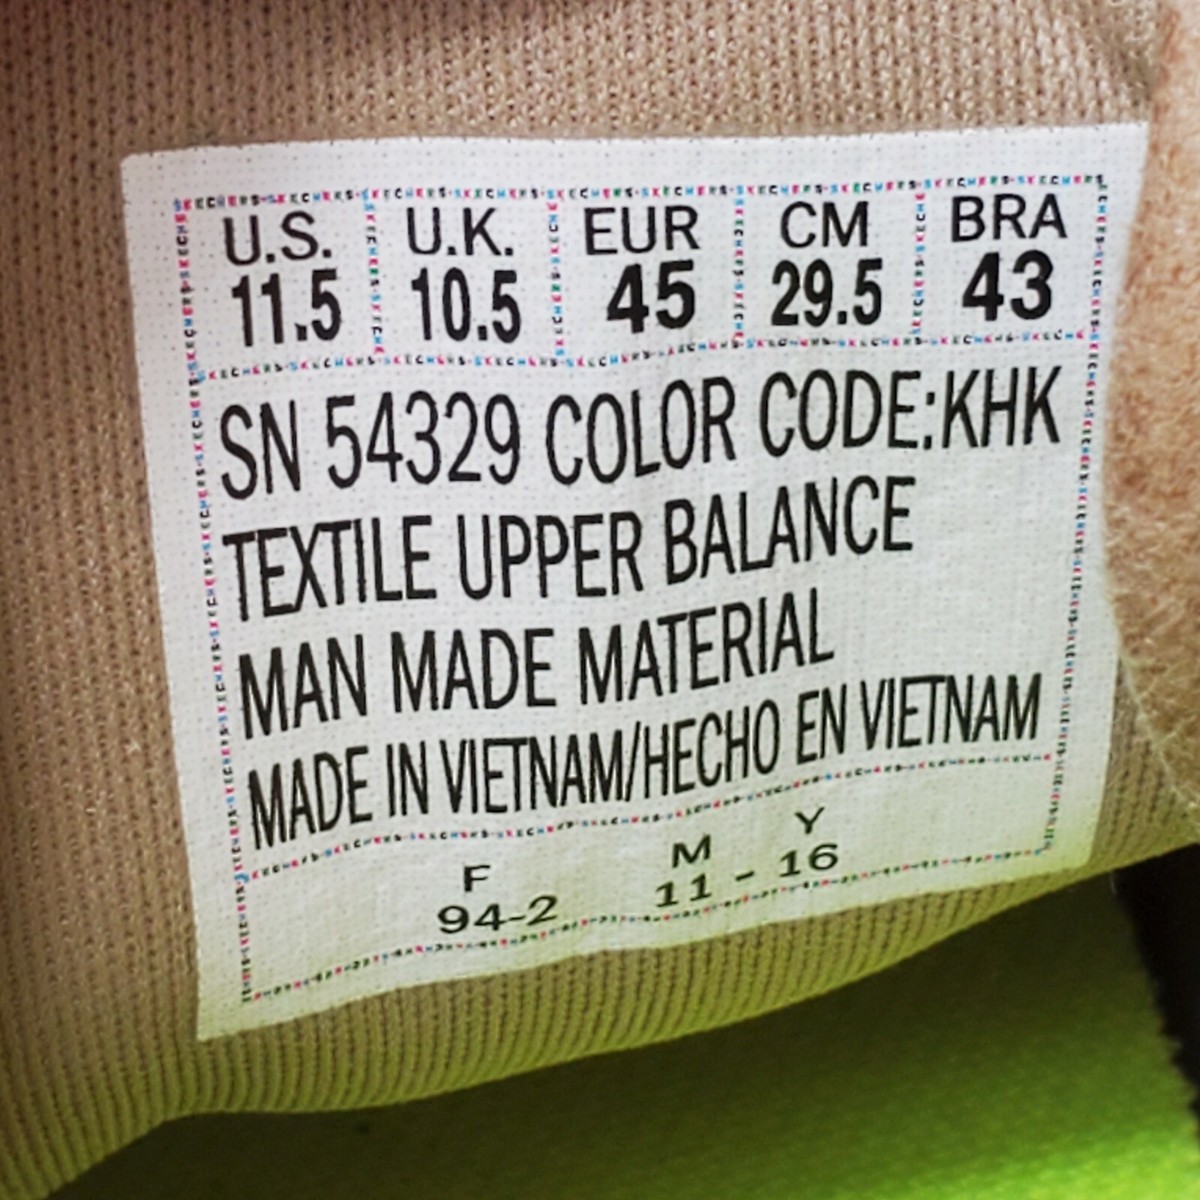 U.S. U.K. EUR CM BRA
11.5 10.5 45 29.5 43
SN 54329 COLOR CODE:KHK
TEXTILE UPPER BALANCE
MAN MADE MATERIAL
MADE IN VIETNAM/HECHO EN VIETNAM
F M Y
94-2 11 - 16